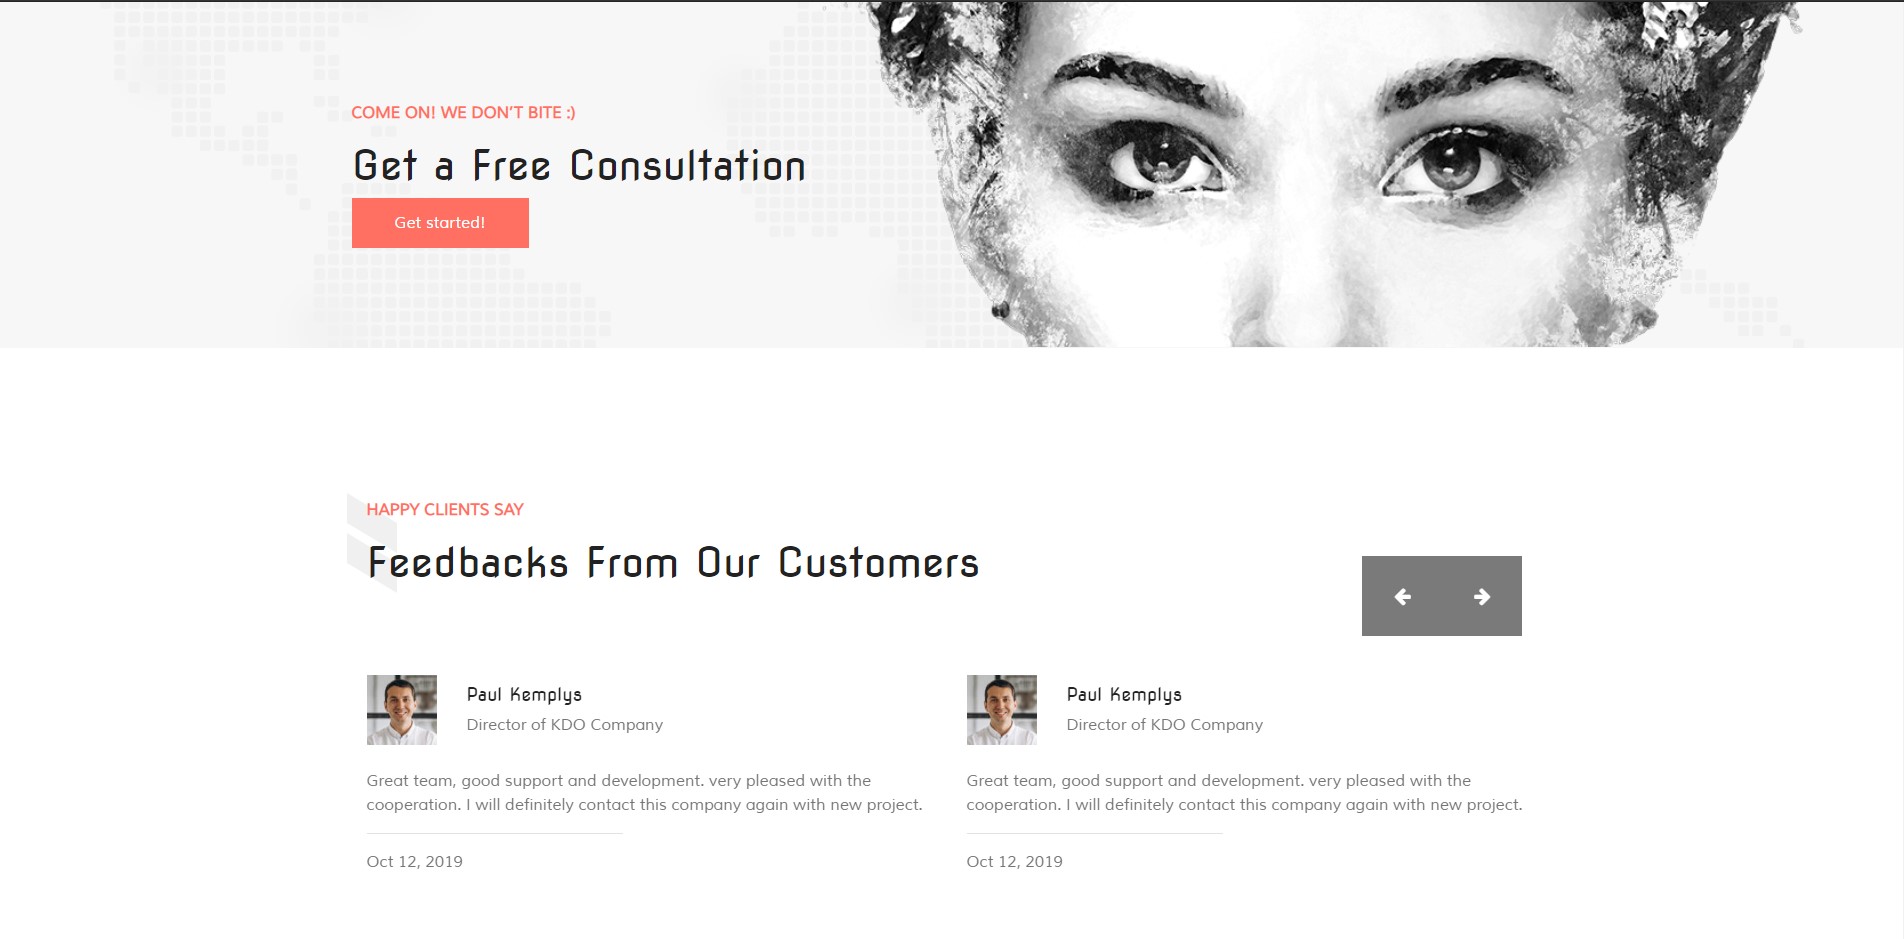 COME ON! WE DON’T BITE :)
Get a Free Consultation
Get started!
HAPPY CLIENTS SAY
Feedbacks From Our Customers
Paul Kemplys
Director of KDO Company
Great team, good support and development. very pleased with the
cooperation. I will definitely contact this company again with new project.
Oct 12, 2019
Paul Kemplys
Director of KDO Company
Great team, good support and development. very pleased with the
cooperation. I will definitely contact this company again with new project.
Oct 12, 2019